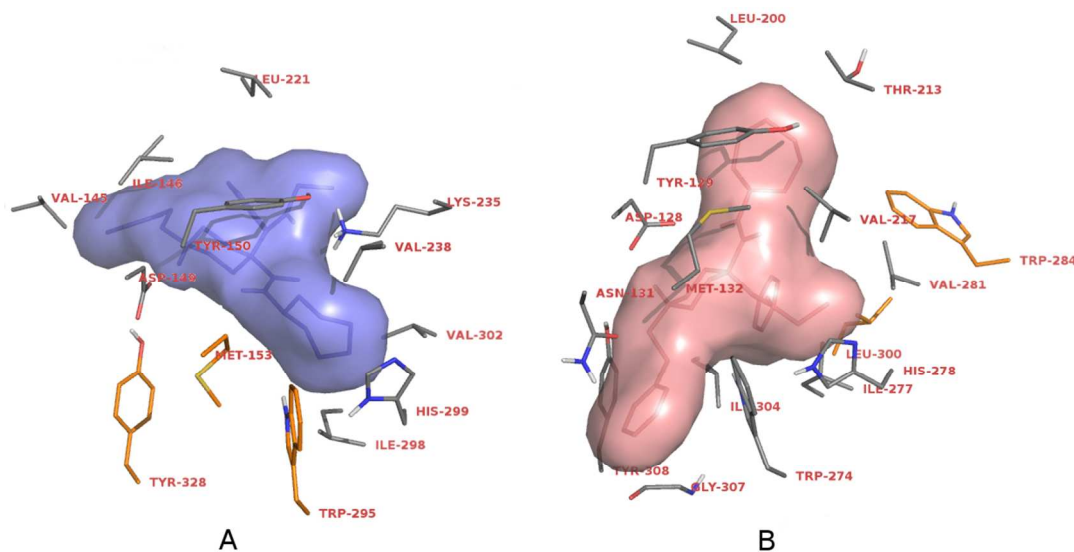 LEU-221
VAL-145
ILE-146
LYS-235
TYR-150
VAL-238
ASP-149
MET-153
VAL-302
HIS-299
ILE-298
TYR-328
TRP-295
A
LEU-200
THR-213
TYR-129
ASP-128
VAL-217
TRP-284
ASN-131
MET-132
VAL-281
LEU-300
HIS-278
ILE-277
ILE-304
TYR-308
GLY-307
TRP-274
B